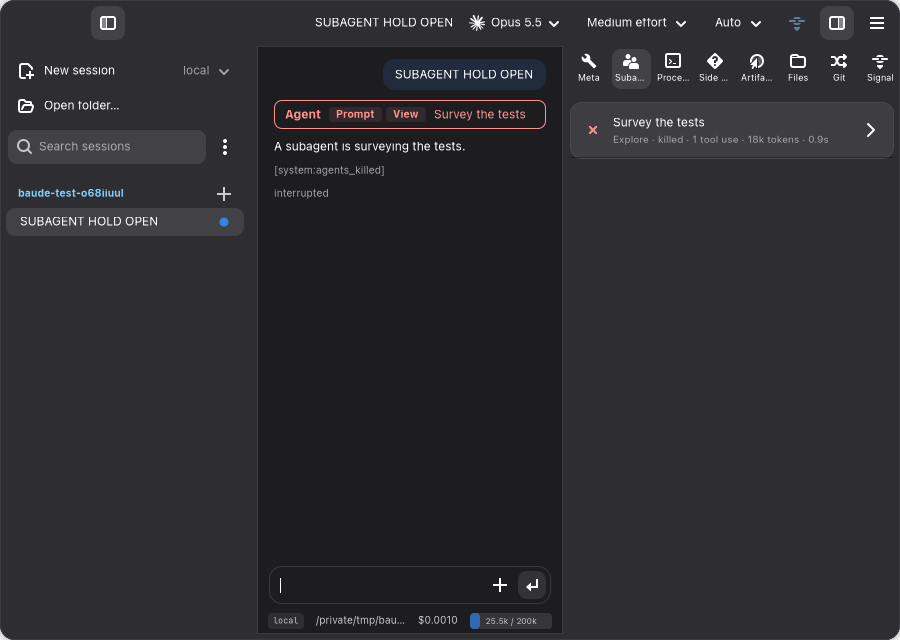 SUBAGENT HOLD OPEN
Opus 5.5
Medium effort
Auto
New session
local
Open folder...
Search sessions
baude-test-o68iiuul
SUBAGENT HOLD OPEN
SUBAGENT HOLD OPEN
Agent Prompt View Survey the tests
A subagent is surveying the tests.
[system:agents_killed]
interrupted
local /private/tmp/bau... $0.0010 25.5k / 200k
Meta Suba... Proce... Side ... Artifa... Files Git Signal
Survey the tests
Explore · killed · 1 tool use · 18k tokens · 0.9s